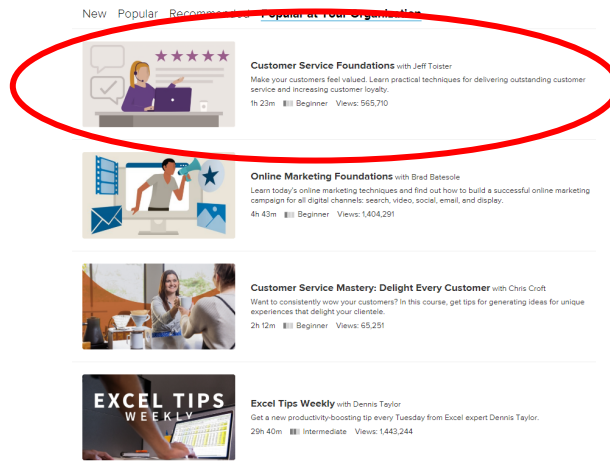 New Popular Recommended Popular at Your Organization
Customer Service Foundations with Jeff Toister
Make your customers feel valued. Learn practical techniques for delivering outstanding customer
service and increasing customer loyalty.
1h 23m Beginner Views: 565,710
Online Marketing Foundations with Brad Batesole
Learn today's online marketing techniques and find out how to build a successful online marketing
campaign for all digital channels: search, video, social, email, and display.
4h 43m Beginner Views: 1,404,291
Customer Service Mastery: Delight Every Customer with Chris Croft
Want to consistently wow your customers? In this course, get tips for generating ideas for unique
experiences that delight your clientele.
2h 12m Beginner Views: 65,251
EXCEL TIPS
WEEKLY
Excel Tips Weekly with Dennis Taylor
Get a new productivity-boosting tip every Tuesday from Excel expert Dennis Taylor.
29h 40m Intermediate Views: 1,443,244